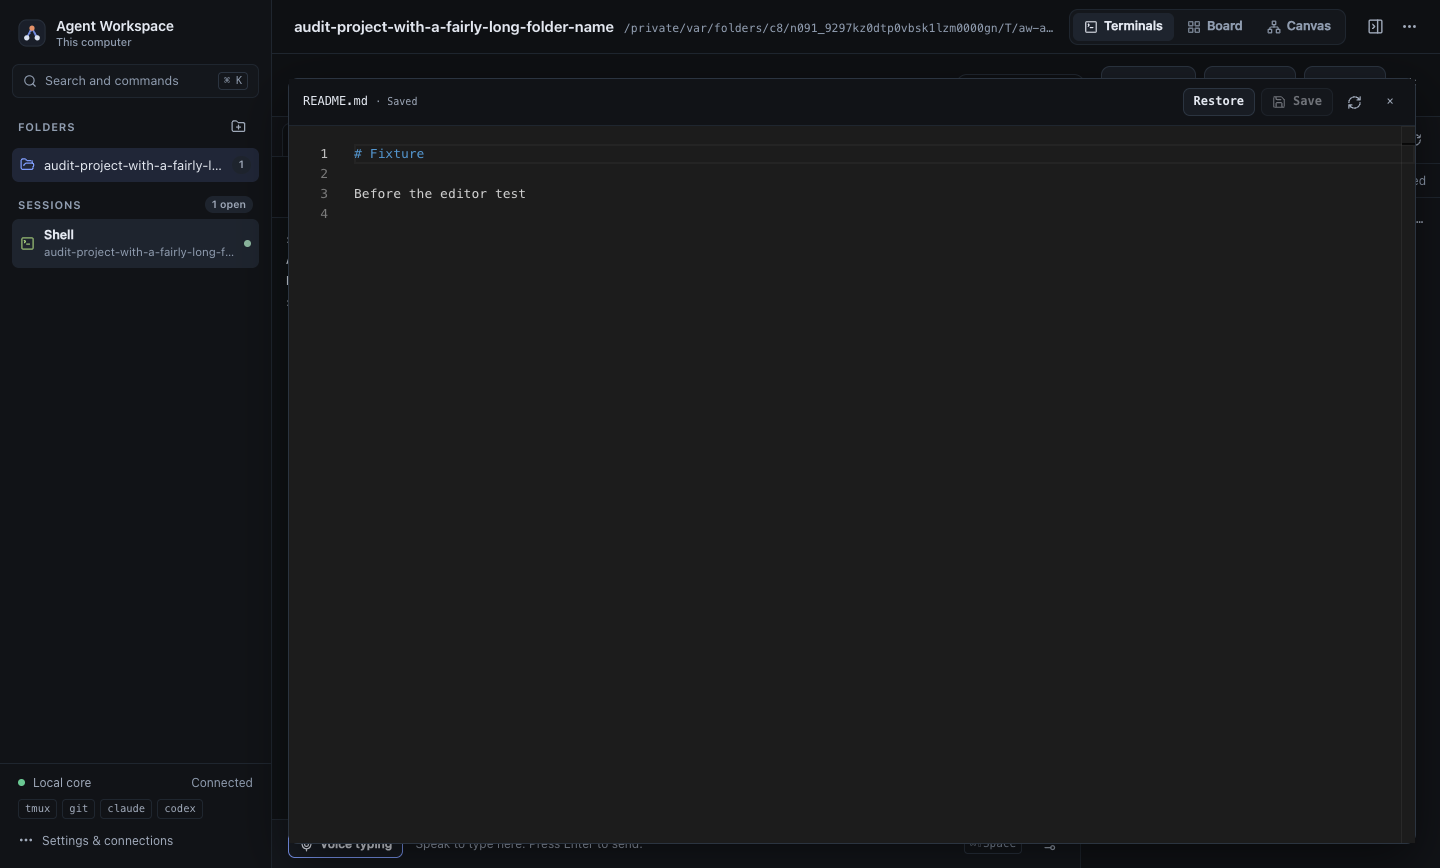 Agent Workspace
This computer
Search and commands
⌘ K
FOLDERS
audit-project-with-a-fairly-l…
1
SESSIONS
1 open
Shell
audit-project-with-a-fairly-long-f…
Local core
Connected
tmux
git
claude
codex
Settings & connections
audit-project-with-a-fairly-long-folder-name
/private/var/folders/c8/n091_9297kz0dtp0vbsk1lzm0000gn/T/aw-a…
Terminals
Board
Canvas
README.md · Saved
Restore
Save
1 # Fixture
2
3 Before the editor test
4
Voice typing
Speak to type here. Press Enter to send.
Space